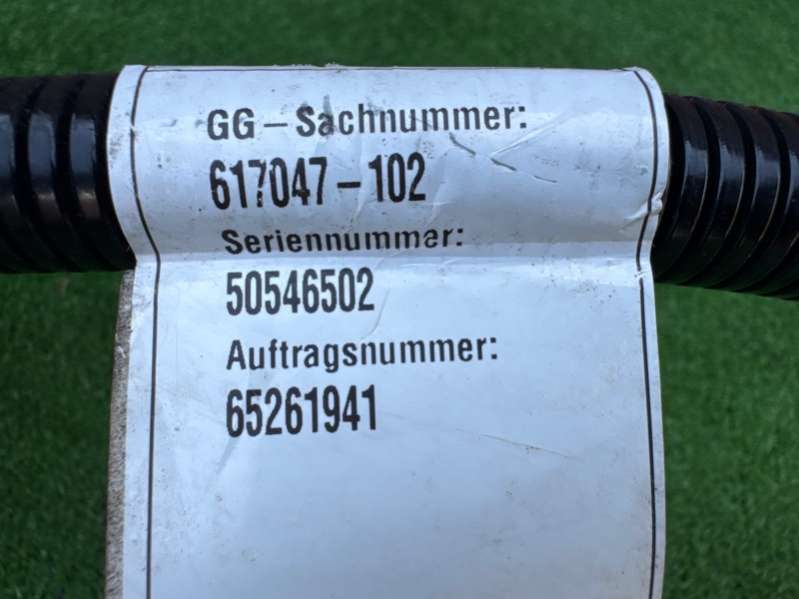 GG – Sachnummer:
617047 – 102
Seriennummer:
50546502
Auftragsnummer:
65261941